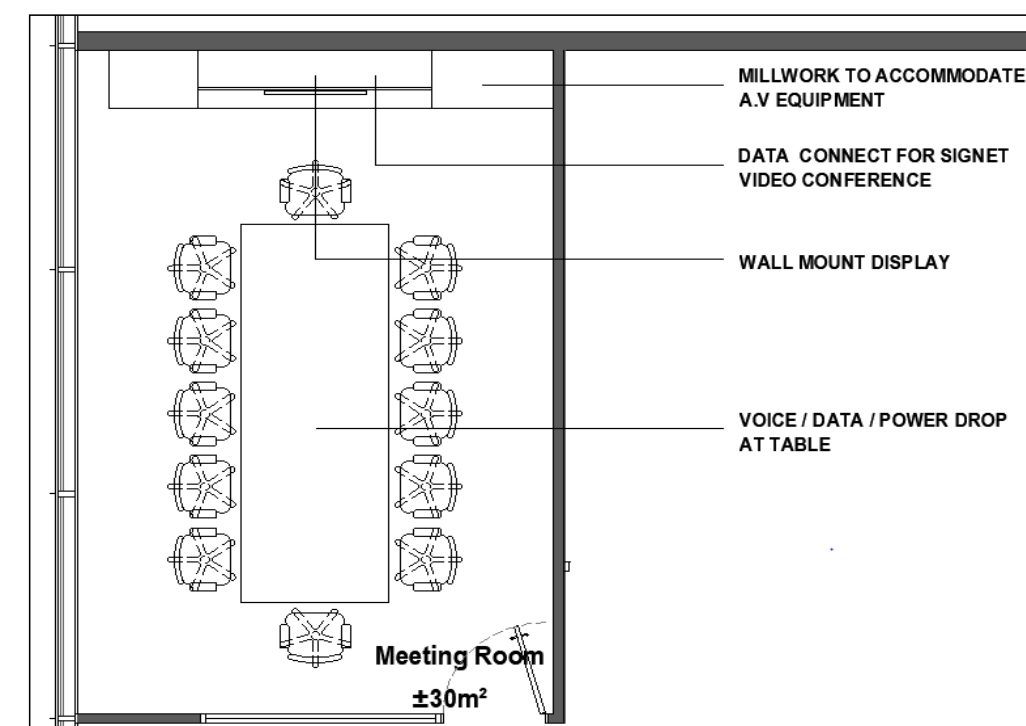 MILLWORK TO ACCOMMODATE
A.V EQUIPMENT
DATA CONNECT FOR SIGNET
VIDEO CONFERENCE
WALL MOUNT DISPLAY
VOICE / DATA / POWER DROP
AT TABLE
Meeting Room
±30m²